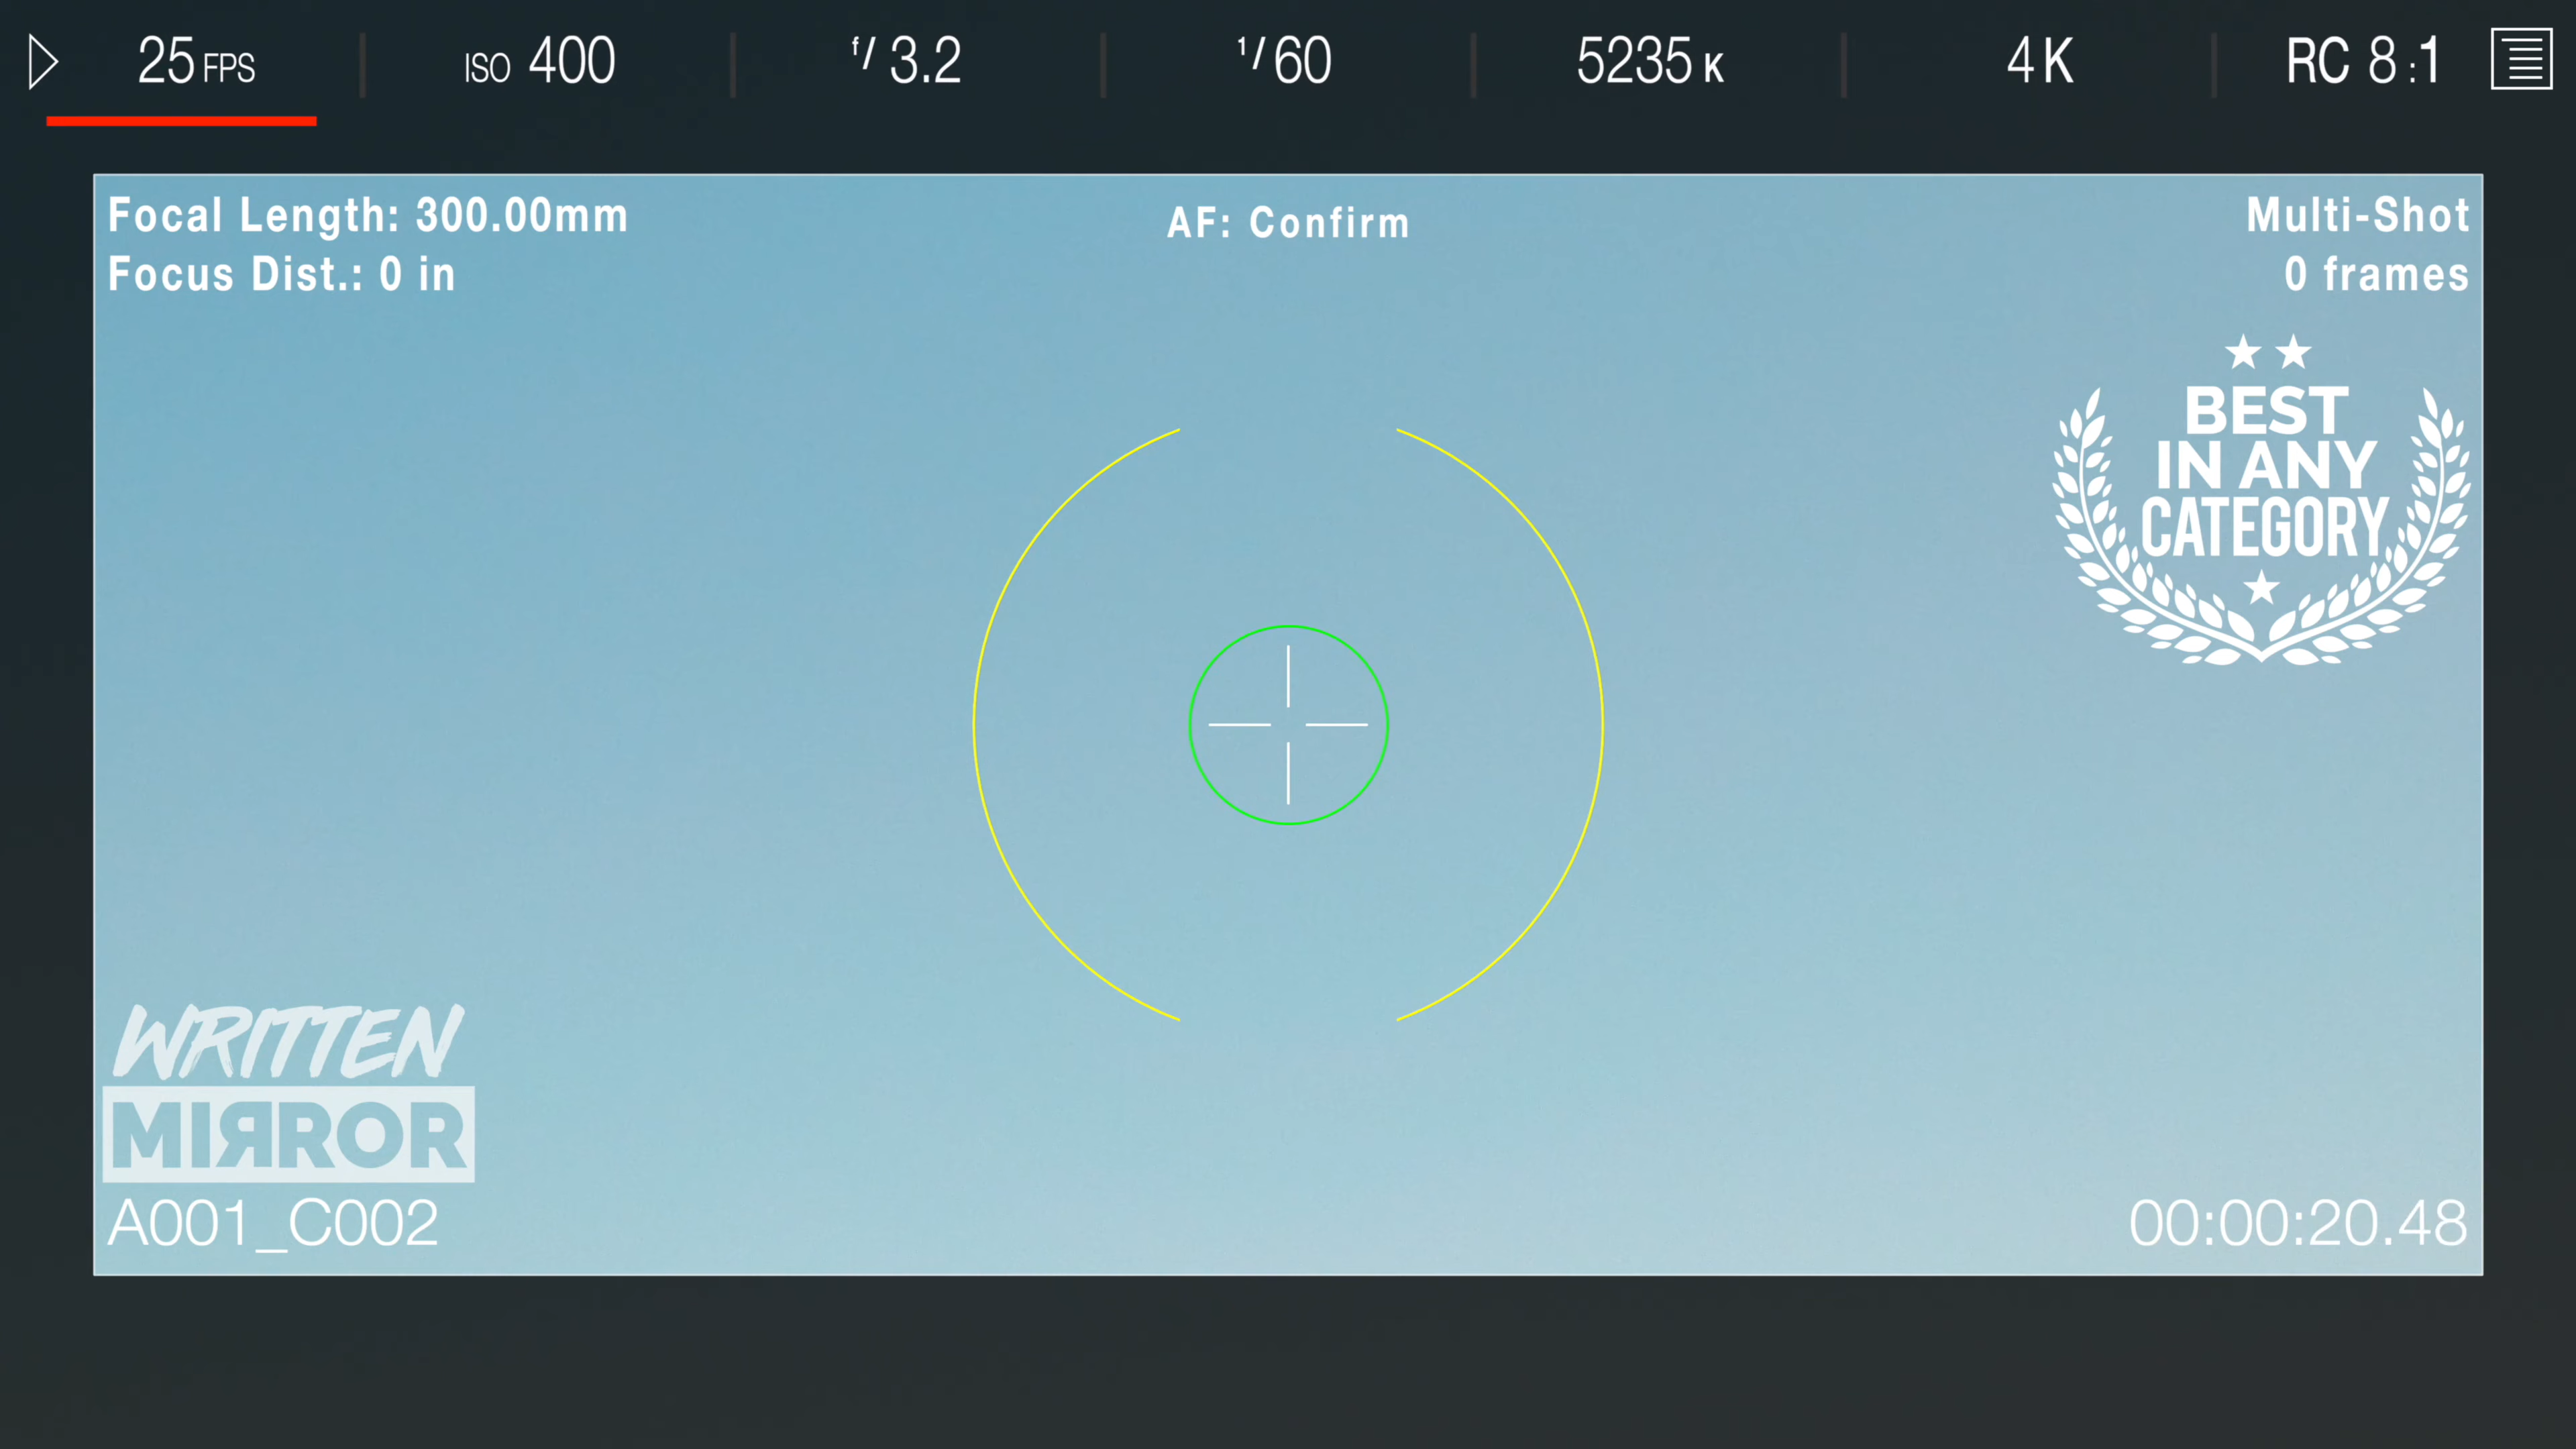 25 FPS
ISO 400
f/ 3.2
1/60
5235 K
4K
RC 8:1
Focal Length: 300.00mm
Focus Dist.: 0 in
AF: Confirm
Multi-Shot
0 frames
BEST
IN ANY
CATEGORY
WRITTEN
MIRROR
A001_C002
00:00:20.48